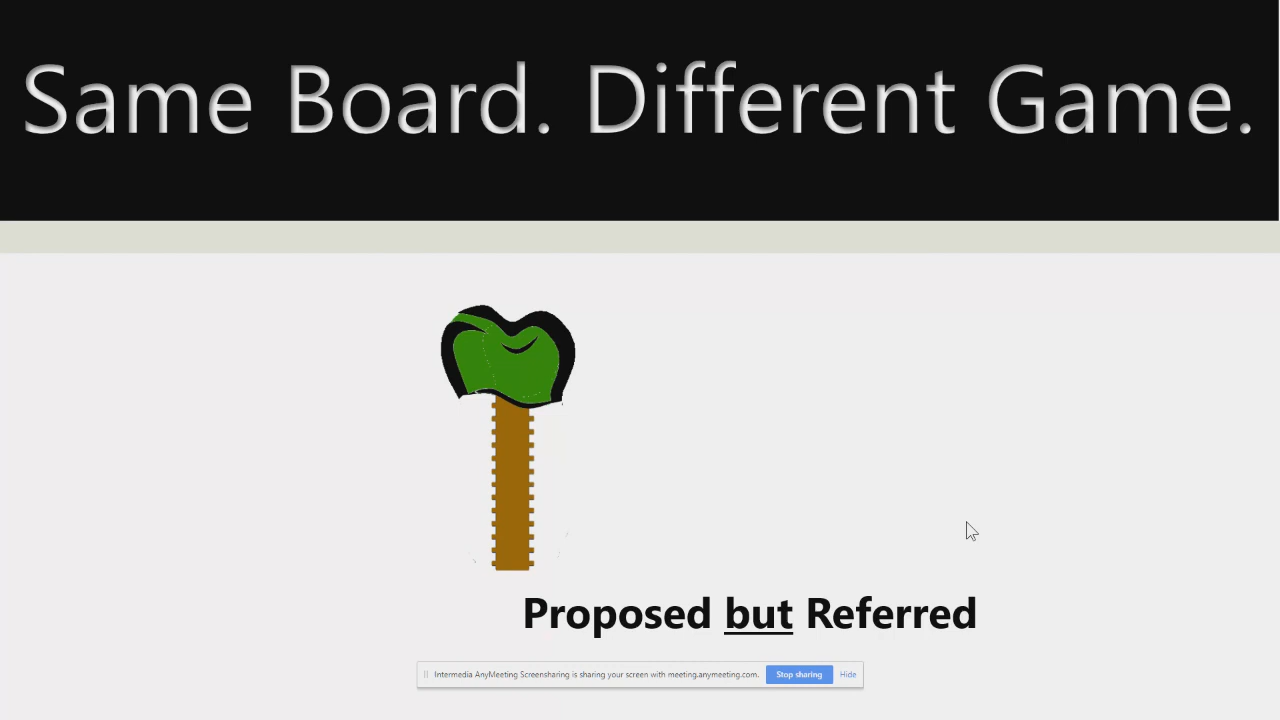 Same Board. Different Game.
Proposed but Referred
Intermedia AnyMeeting Screensharing is sharing your screen with meeting.anymeeting.com. Stop sharing Hide